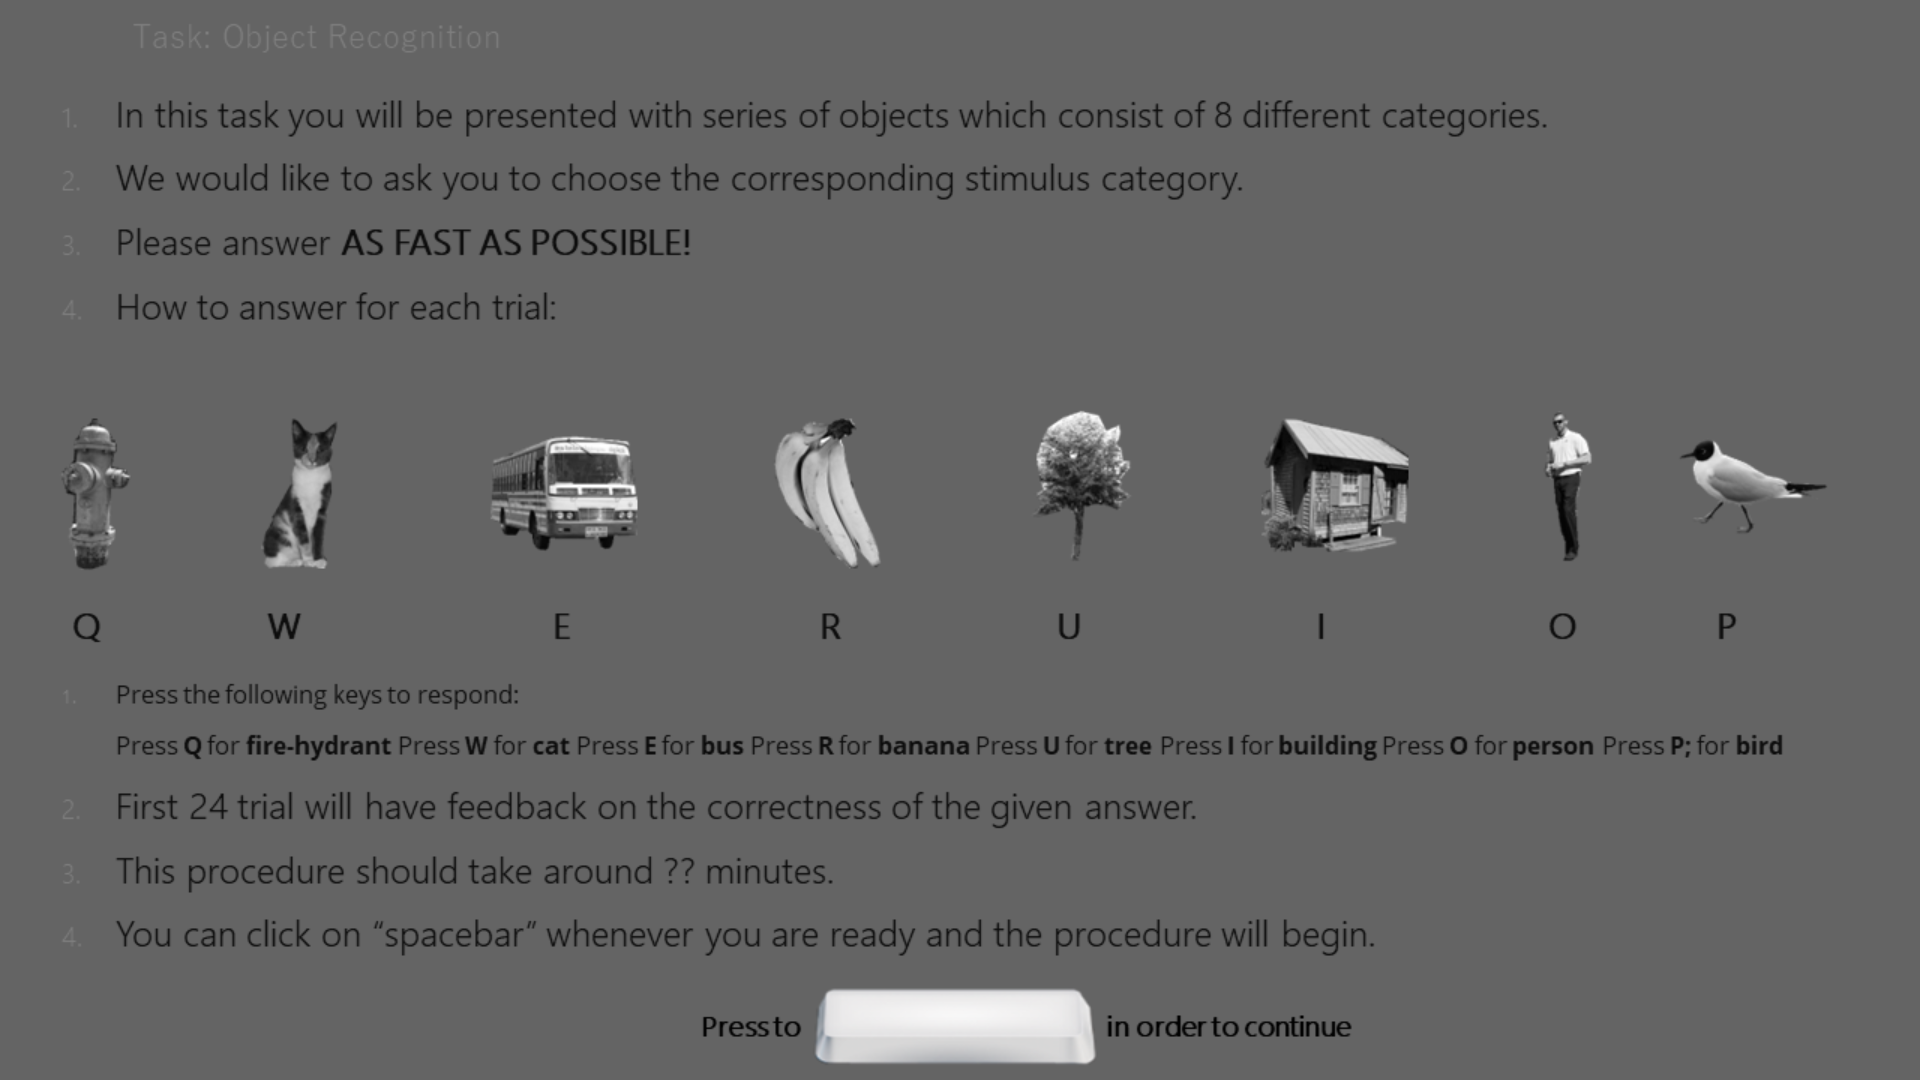 Task: Object Recognition
1. In this task you will be presented with series of objects which consist of 8 different categories.
2. We would like to ask you to choose the corresponding stimulus category.
3. Please answer AS FAST AS POSSIBLE!
4. How to answer for each trial:
Q W E R U I O P
1. Press the following keys to respond:
Press Q for fire-hydrant Press W for cat Press E for bus Press R for banana Press U for tree Press I for building Press O for person Press P; for bird
2. First 24 trial will have feedback on the correctness of the given answer.
3. This procedure should take around ?? minutes.
4. You can click on “spacebar” whenever you are ready and the procedure will begin.
Press to in order to continue